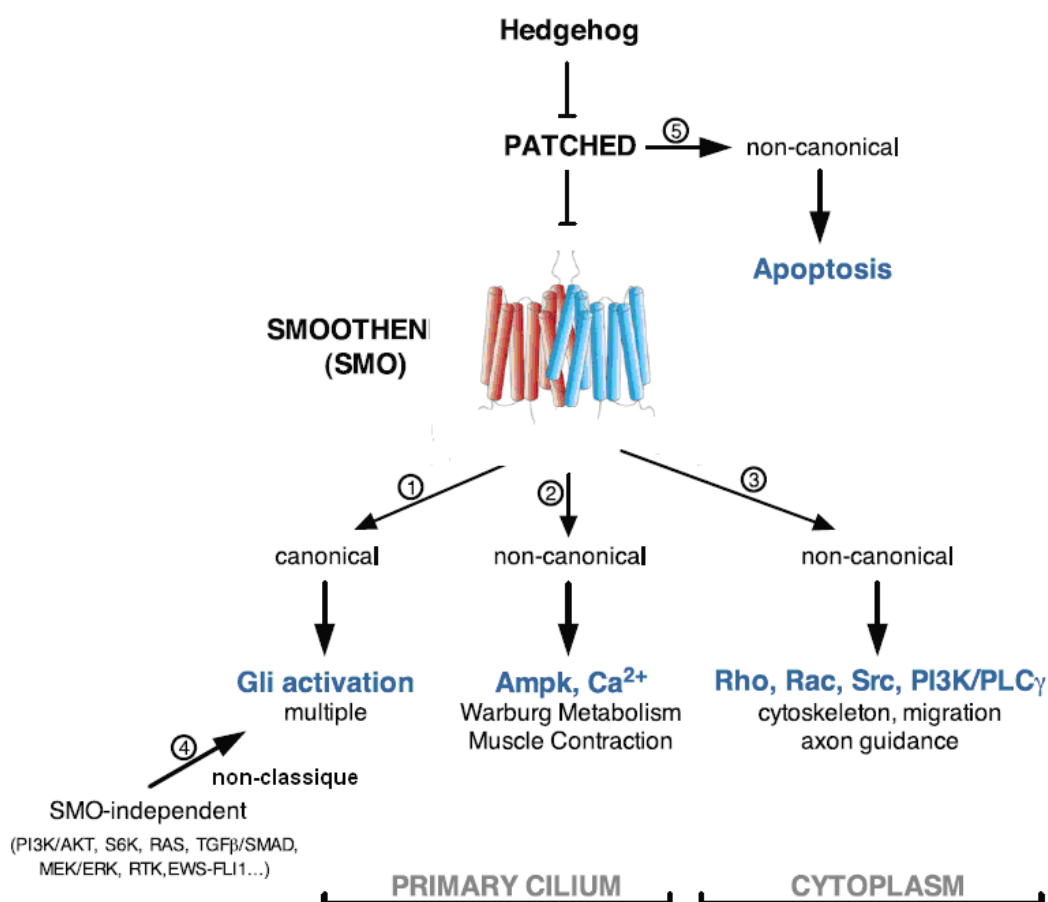 Hedgehog
PATCHED
⑤
non-canonical
Apoptosis
SMOOTHEN
(SMO)
①
②
③
canonical
non-canonical
non-canonical
Gli activation
multiple
Ampk, Ca²⁺
Warburg Metabolism
Muscle Contraction
Rho, Rac, Src, PI3K/PLCγ
cytoskeleton, migration
axon guidance
④
non-classique
SMO-independent
(PI3K/AKT, S6K, RAS, TGFβ/SMAD,
MEK/ERK, RTK,EWS-FLI1...)
PRIMARY CILIUM
CYTOPLASM